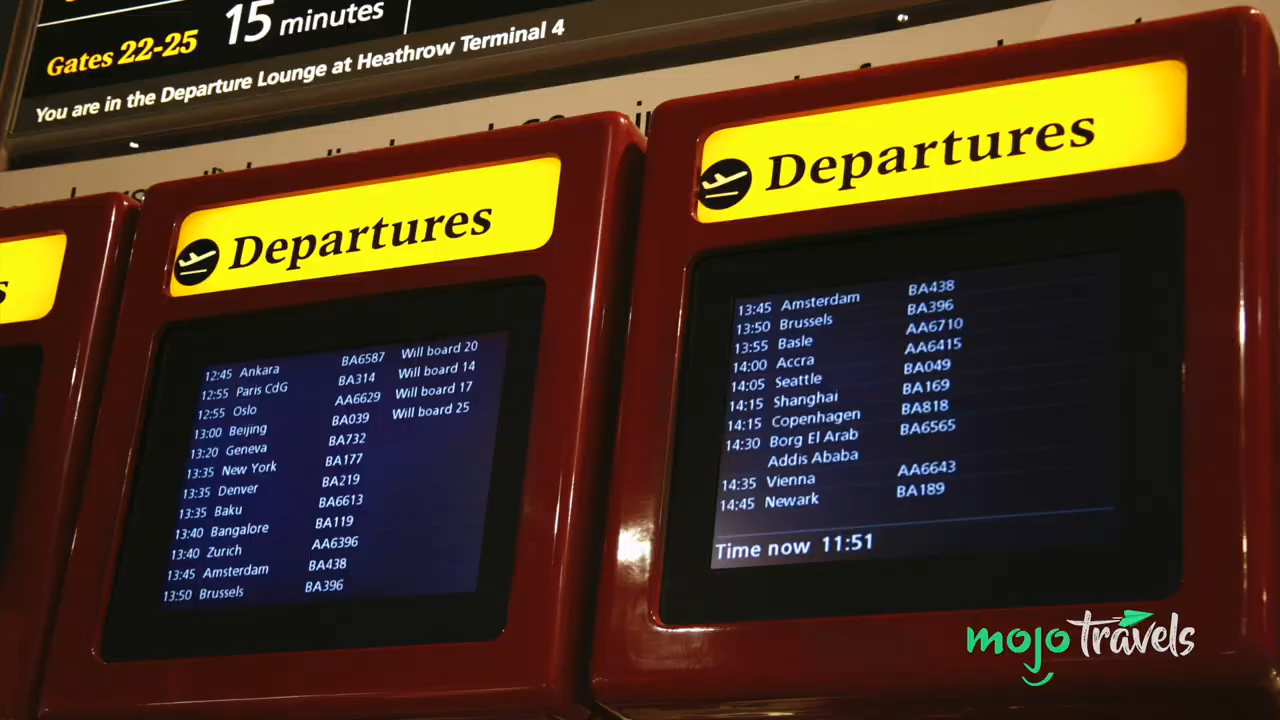 Gates 22-25 15 minutes
You are in the Departure Lounge at Heathrow Terminal 4
Departures
12:45 Ankara BA6587 Will board 20
12:55 Paris CdG BA314 Will board 14
12:55 Oslo AA6629 Will board 17
13:00 Beijing BA039 Will board 25
13:20 Geneva BA732
13:35 New York BA177
13:35 Denver BA219
13:35 Baku BA6613
13:40 Bangalore BA119
13:40 Zurich AA6396
13:45 Amsterdam BA438
13:50 Brussels BA396
Departures
13:45 Amsterdam BA438
13:50 Brussels BA396
13:55 Basle AA6710
14:00 Accra AA6415
14:05 Seattle BA049
14:15 Shanghai BA169
14:15 Copenhagen BA818
14:30 Borg El Arab BA6565
Addis Ababa
14:35 Vienna AA6643
14:45 Newark BA189
Time now 11:51
mojo travels